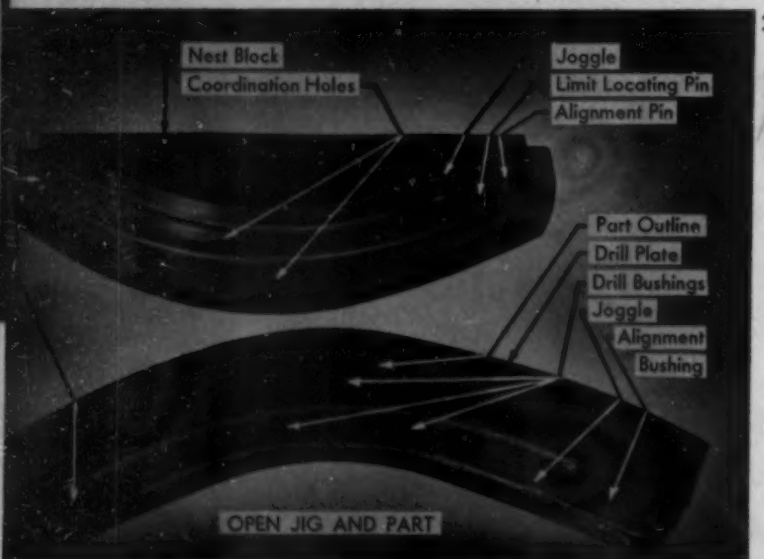 Nest Block
Coordination Holes
Joggle
Limit Locating Pin
Alignment Pin
Part Outline
Drill Plate
Drill Bushings
Joggle
Alignment
Bushing
OPEN JIG AND PART